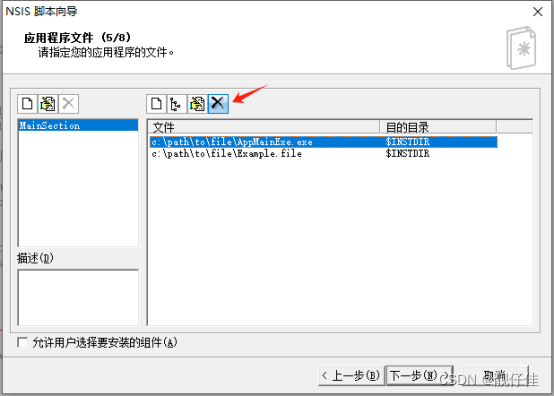 NSIS 脚本向导
应用程序文件 (5/8)
请指定您的应用程序的文件。
MainSection
文件 目的目录
c:\path\to\file\AppMainExe.exe $INSTDIR
c:\path\to\file\Example.file $INSTDIR
描述(D)
允许用户选择要安装的组件(A)
< 上一步(B) 下一步(N) > 取消
CSDN @靓仔佳